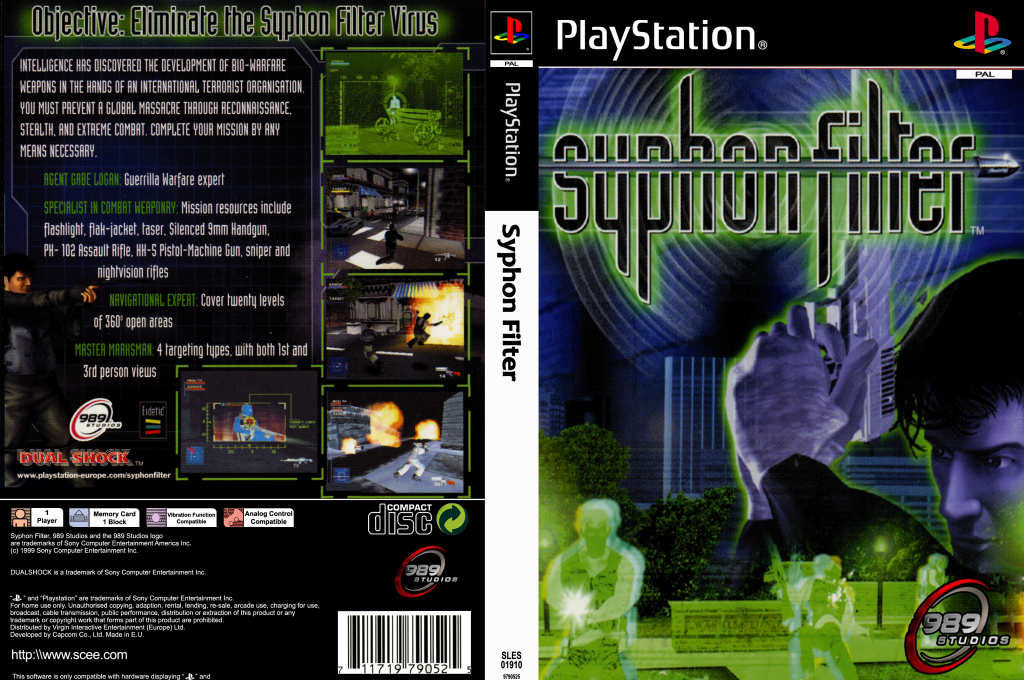 Objective: Eliminate the Syphon Filter Virus
INTELLIGENCE HAS DISCOVERED THE DEVELOPMENT OF BIO-WARFARE
WEAPONS IN THE HANDS OF AN INTERNATIONAL TERRORIST ORGANISATION.
YOU MUST PREVENT A GLOBAL MASSACRE THROUGH RECONNAISSANCE,
STEALTH, AND EXTREME COMBAT. COMPLETE YOUR MISSION BY ANY
MEANS NECESSARY.
AGENT GABE LOGAN: Guerrilla Warfare expert
SPECIALIST IN COMBAT WEAPONRY: Mission resources include
flashlight, flak-jacket, taser, Silenced 9mm Handgun,
PK-102 Assault Rifle, HK-5 Pistol-Machine Gun, sniper and
nightvision rifles
NAVIGATIONAL EXPERT: Cover twenty levels
of 360° open areas
MASTER MARKSMAN: 4 targeting types, with both 1st and
3rd person views
989
STUDIOS
Eidetic
DUAL SHOCK™
www.playstation-europe.com/syphonfilter
1
Player
Memory Card
1 Block
Vibration Function
Compatible
Analog Control
Compatible
COMPACT
disc
Syphon Filter, 989 Studios and the 989 Studios logo
are trademarks of Sony Computer Entertainment America Inc.
(c) 1999 Sony Computer Entertainment Inc.
DUALSHOCK is a trademark of Sony Computer Entertainment Inc.
989
STUDIOS
" " and "Playstation" are trademarks of Sony Computer Entertainment Inc.
For home use only. Unauthorised copying, adaption, rental, lending, re-sale, arcade use, charging for use,
broadcast, cable transmission, public performance, distribution or extraction of this product or any
trademark or copyright work that forms part of this product are prohibited.
Distributed by Virgin Interactive Entertainment (Europe) Ltd.
Developed by Capcom Co., Ltd. Made in E.U.
http:\\www.scee.com
This software is only compatible with hardware displaying " " and
7 11719 79052 5
PAL
PlayStation®
Syphon Filter
SLES
01910
9790525
PlayStation®
PAL
syphon filter™
989
STUDIOS